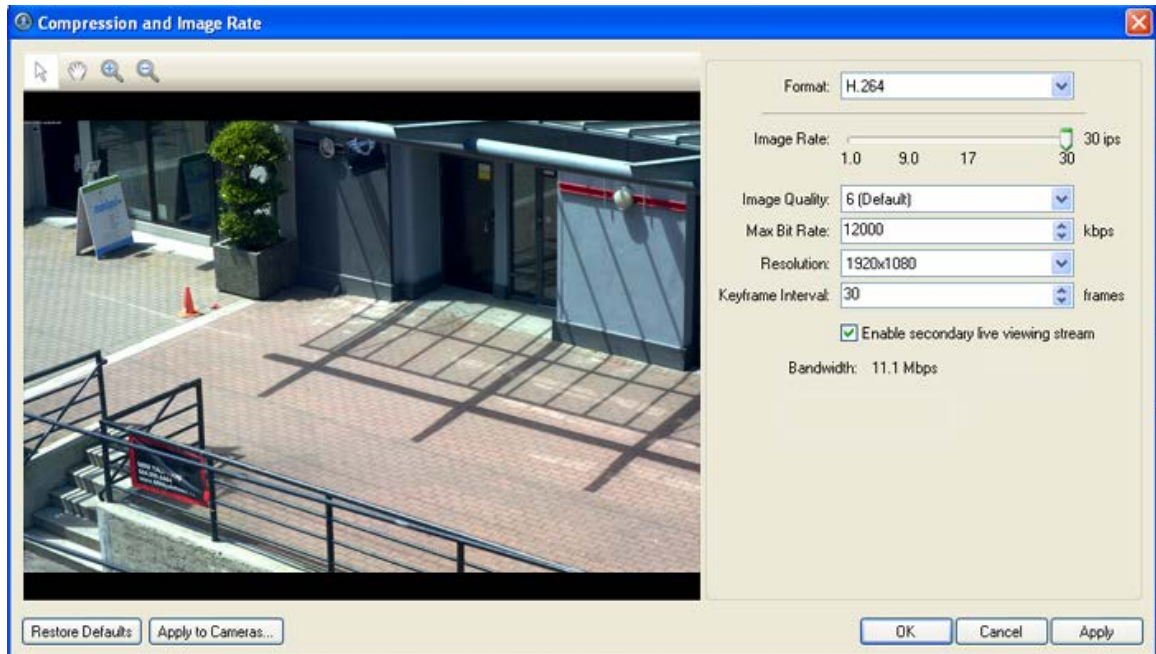 Compression and Image Rate
Format: H.264
Image Rate: 30 ips
1.0 9.0 17 30
Image Quality: 6 (Default)
Max Bit Rate: 12000 kbps
Resolution: 1920x1080
Keyframe Interval: 30 frames
Enable secondary live viewing stream
Bandwidth: 11.1 Mbps
Restore Defaults Apply to Cameras... OK Cancel Apply